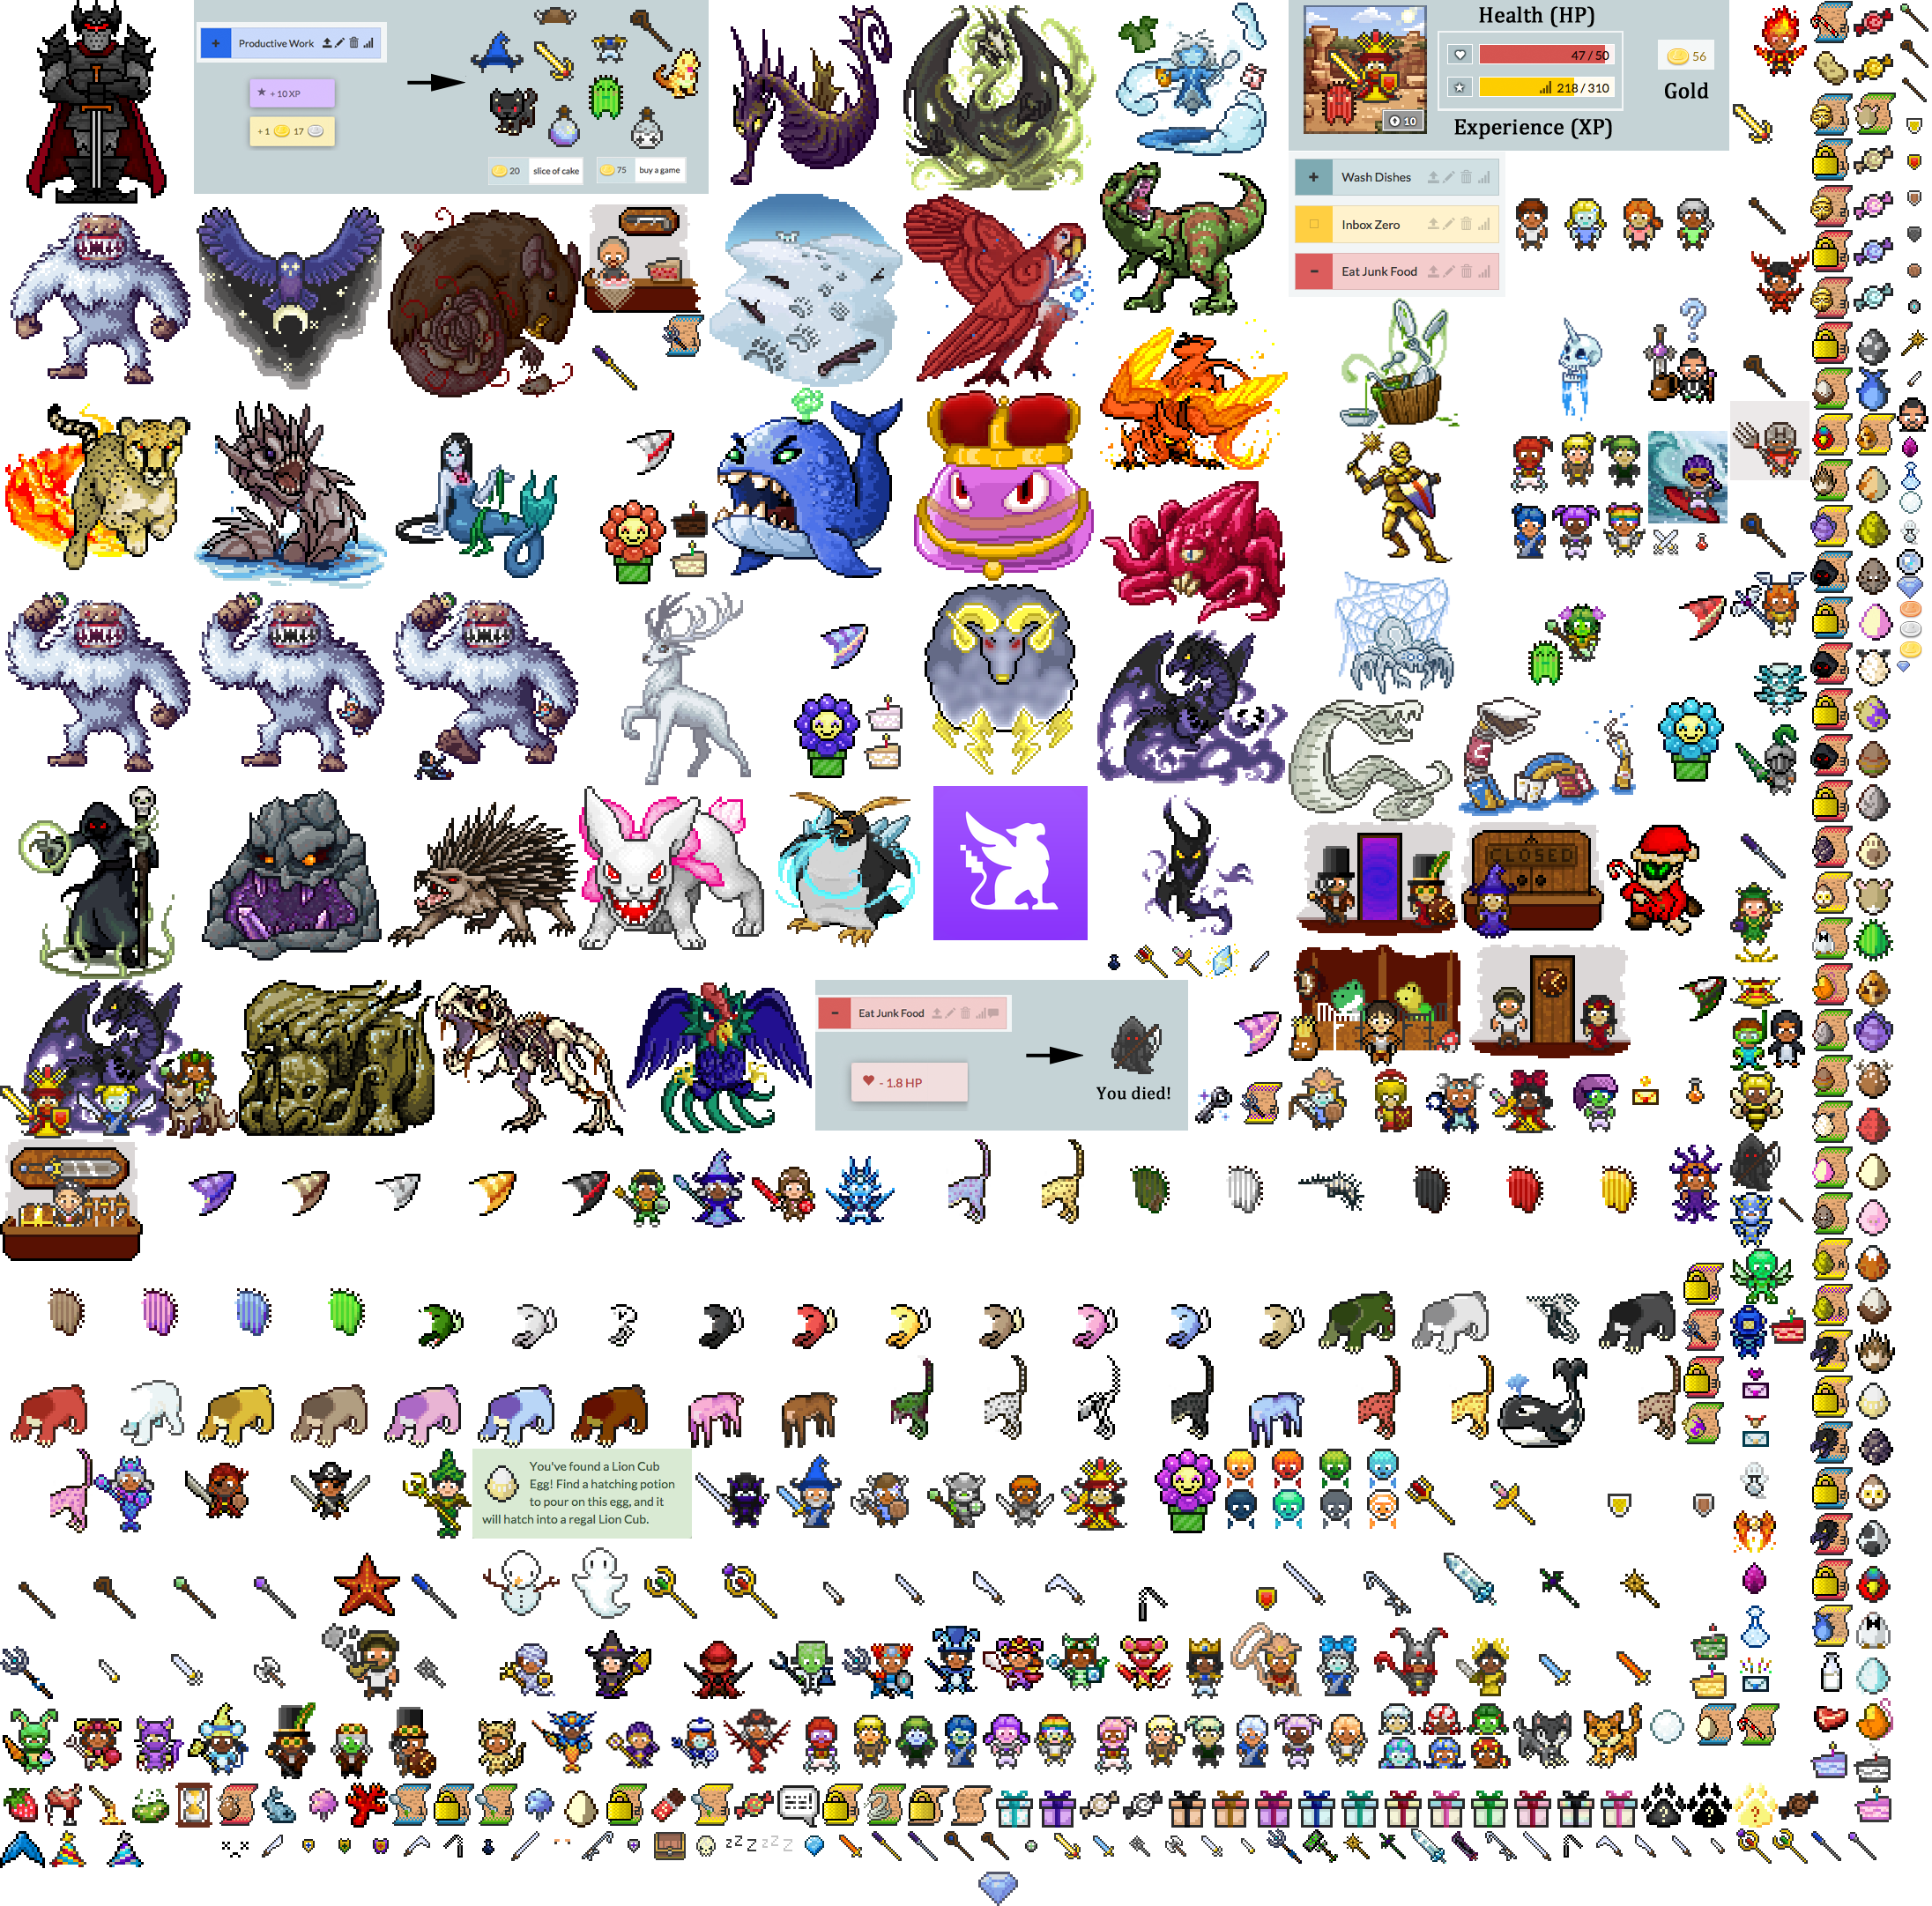 Productive Work
+ 10 XP
+ 1 17
20 slice of cake
75 buy a game
Health (HP)
47 / 50
218 / 310
10
Experience (XP)
56
Gold
Wash Dishes
Inbox Zero
Eat Junk Food
?
CLOSED
Eat Junk Food
- 1.8 HP
You died!
You've found a Lion Cub
Egg! Find a hatching potion
to pour on this egg, and it
will hatch into a regal Lion Cub.